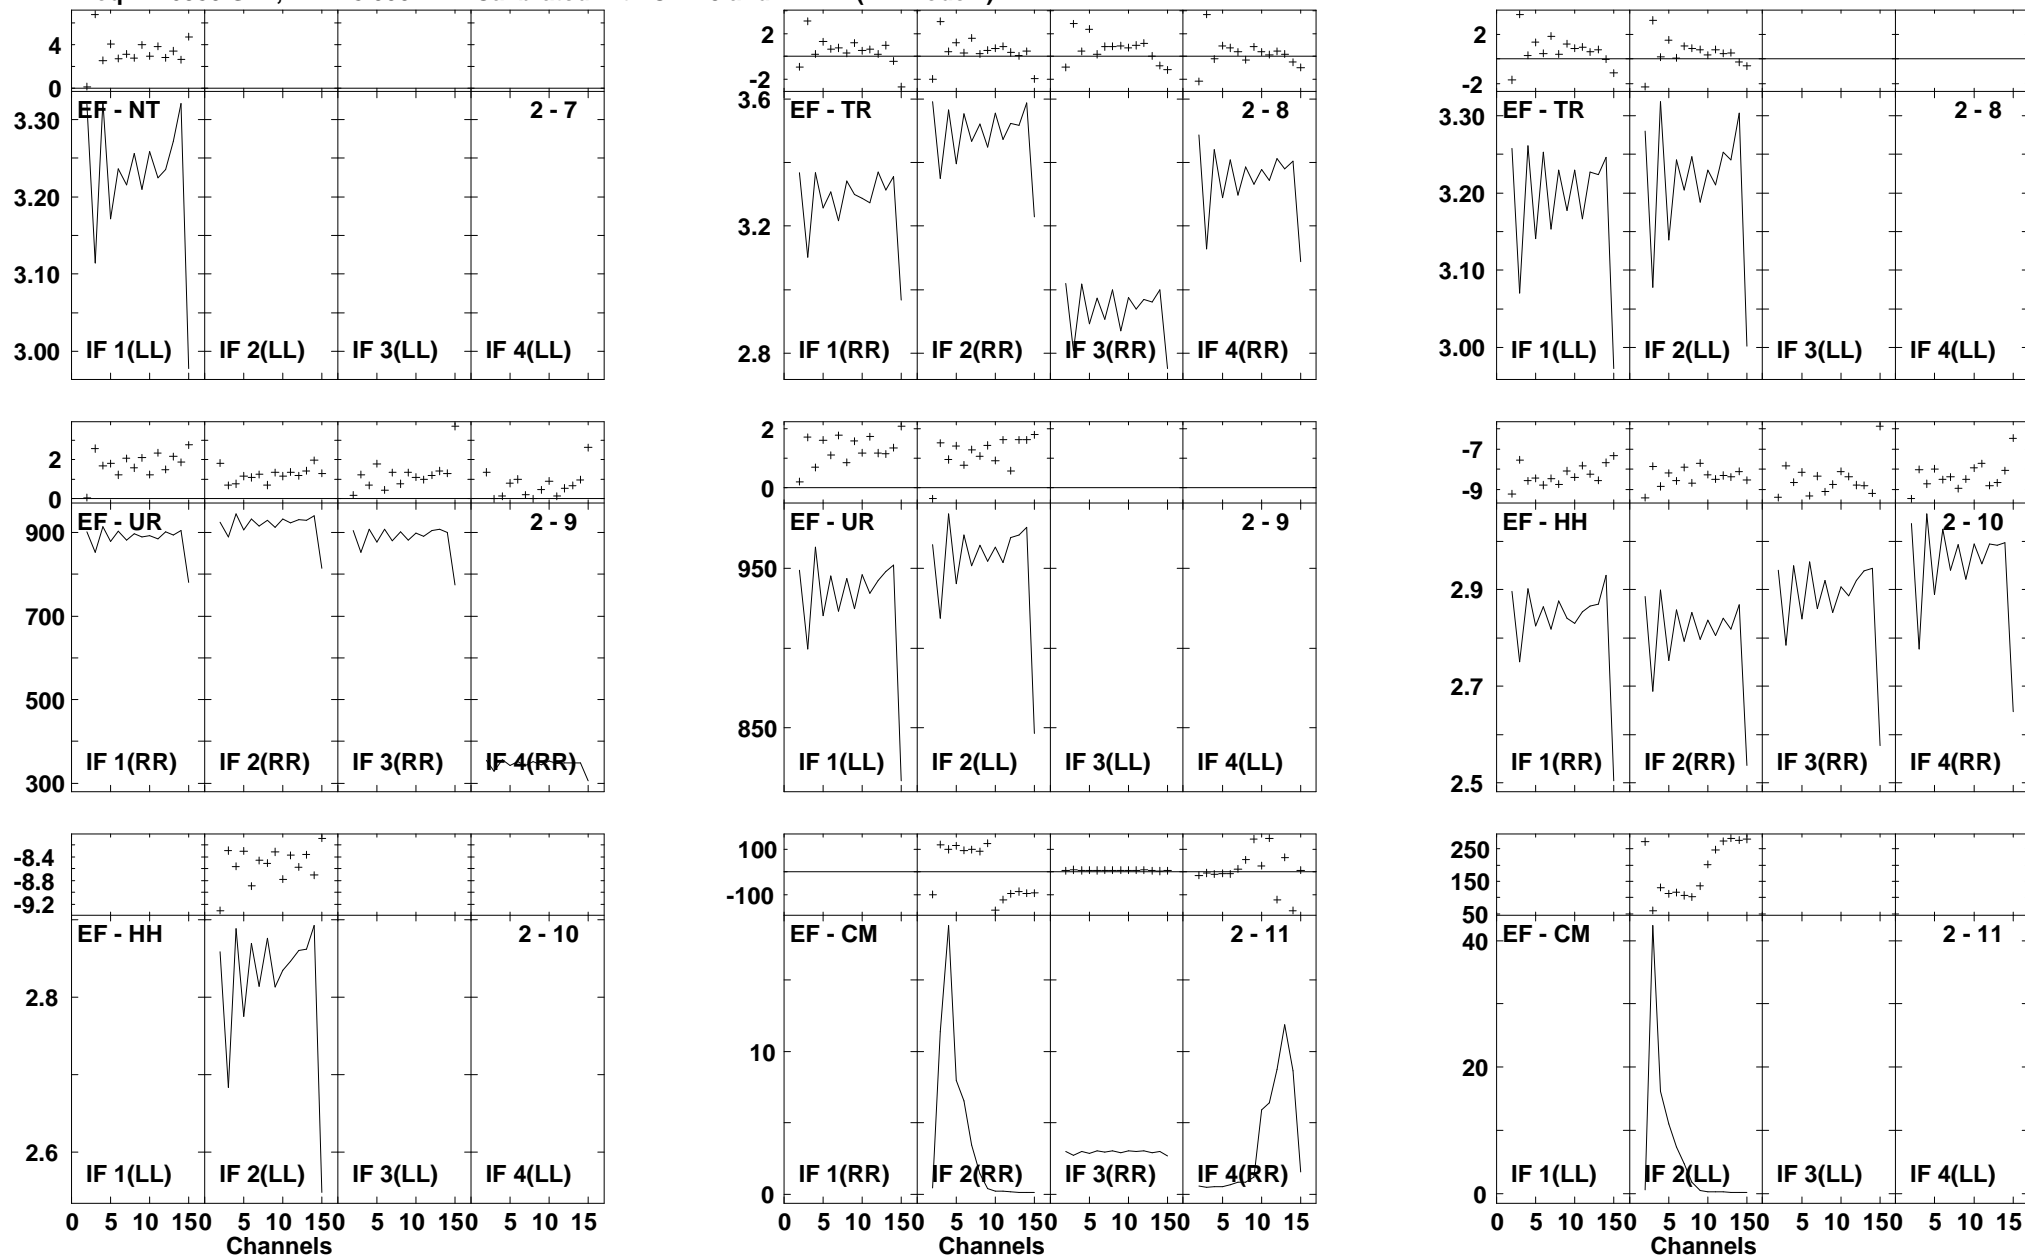 4
0
EF - NT
2 - 7
3.30
3.20
3.10
3.00
IF 1(LL)
IF 2(LL)
IF 3(LL)
IF 4(LL)
2
-2
3.6
EF - TR
2 - 8
3.2
2.8
IF 1(RR)
IF 2(RR)
IF 3(RR)
IF 4(RR)
2
-2
EF - TR
2 - 8
3.30
3.20
3.10
3.00
IF 1(LL)
IF 2(LL)
IF 3(LL)
IF 4(LL)
2
0
EF - UR
2 - 9
900
700
500
300
IF 1(RR)
IF 2(RR)
IF 3(RR)
IF 4(RR)
2
0
EF - UR
2 - 9
950
850
IF 1(LL)
IF 2(LL)
IF 3(LL)
IF 4(LL)
-7
-9
EF - HH
2 - 10
2.9
2.7
2.5
IF 1(RR)
IF 2(RR)
IF 3(RR)
IF 4(RR)
-8.4
-8.8
-9.2
EF - HH
2 - 10
2.8
2.6
IF 1(LL)
IF 2(LL)
IF 3(LL)
IF 4(LL)
0 5 10 150 5 10 150 5 10 150 5 10 15
Channels
100
-100
EF - CM
2 - 11
10
0
IF 1(RR)
IF 2(RR)
IF 3(RR)
IF 4(RR)
0 5 10 150 5 10 150 5 10 150 5 10 15
Channels
250
150
50
EF - CM
2 - 11
40
20
0
IF 1(LL)
IF 2(LL)
IF 3(LL)
IF 4(LL)
0 5 10 150 5 10 150 5 10 150 5 10 15
Channels